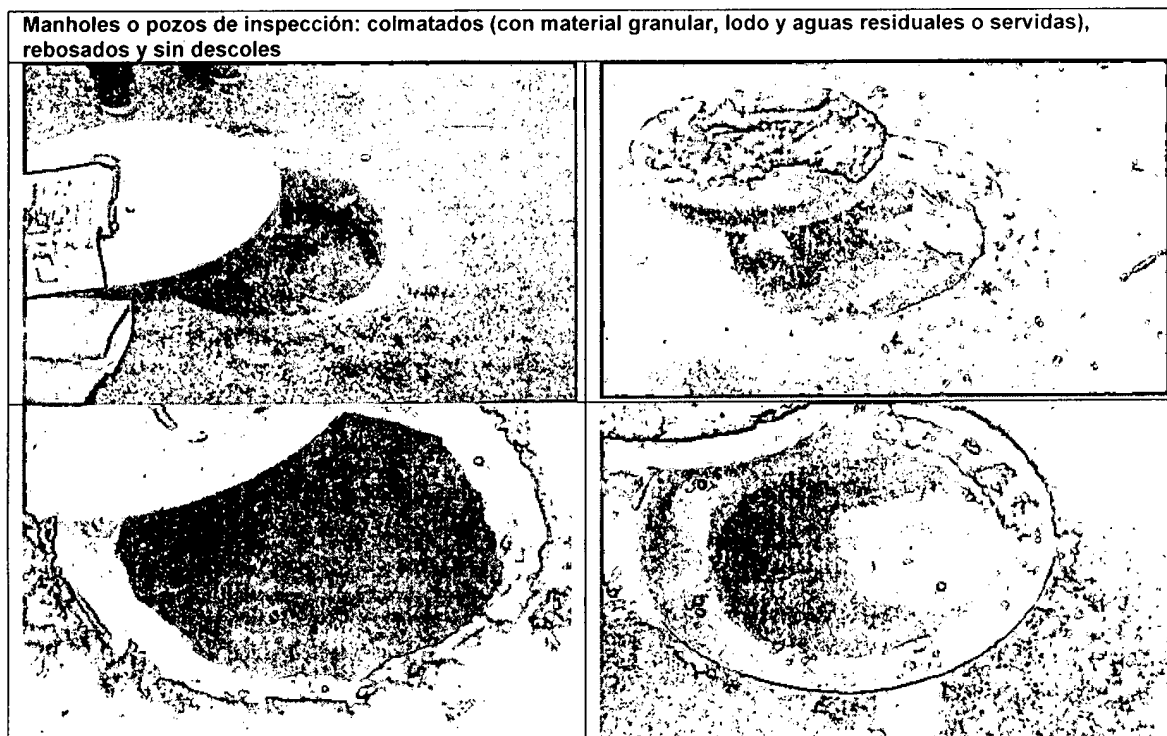 Manholes o pozos de inspección: colmatados (con material granular, lodo y aguas residuales o servidas),
rebosados y sin descoles